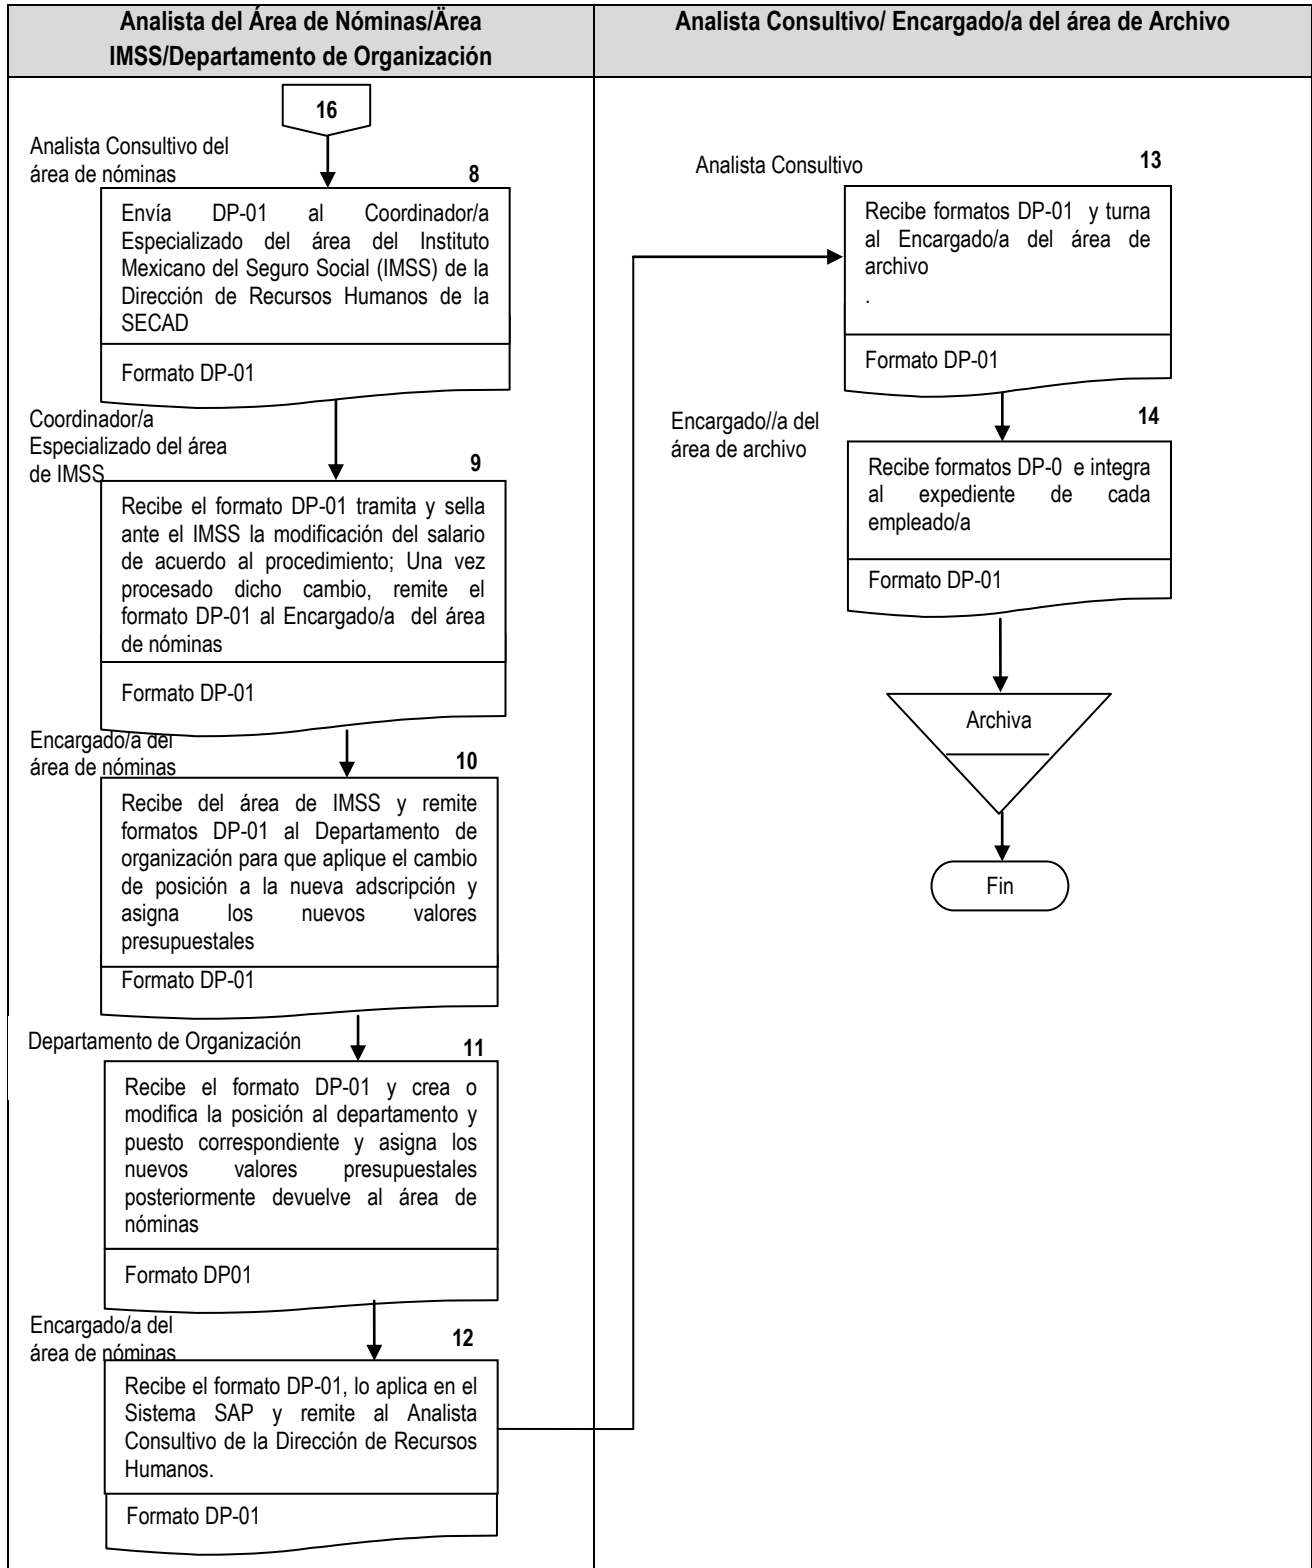 Analista del Área de Nóminas/Ärea
IMSS/Departamento de Organización
Analista Consultivo/ Encargado/a del área de Archivo
16
Analista Consultivo del
área de nóminas
8
Envía DP-01 al Coordinador/a
Especializado del área del Instituto
Mexicano del Seguro Social (IMSS) de la
Dirección de Recursos Humanos de la
SECAD
Formato DP-01
Coordinador/a
Especializado del área
de IMSS
9
Recibe el formato DP-01 tramita y sella
ante el IMSS la modificación del salario
de acuerdo al procedimiento; Una vez
procesado dicho cambio, remite el
formato DP-01 al Encargado/a del área
de nóminas
Formato DP-01
Encargado/a del
área de nóminas
10
Recibe del área de IMSS y remite
formatos DP-01 al Departamento de
organización para que aplique el cambio
de posición a la nueva adscripción y
asigna los nuevos valores
presupuestales
Formato DP-01
Departamento de Organización
11
Recibe el formato DP-01 y crea o
modifica la posición al departamento y
puesto correspondiente y asigna los
nuevos valores presupuestales
posteriormente devuelve al área de
nóminas
Formato DP01
Encargado/a del
área de nóminas
12
Recibe el formato DP-01, lo aplica en el
Sistema SAP y remite al Analista
Consultivo de la Dirección de Recursos
Humanos.
Formato DP-01
Analista Consultivo
13
Recibe formatos DP-01 y turna
al Encargado/a del área de
archivo
.
Formato DP-01
Encargado//a del
área de archivo
14
Recibe formatos DP-0 e integra
al expediente de cada
empleado/a
Formato DP-01
Archiva
Fin